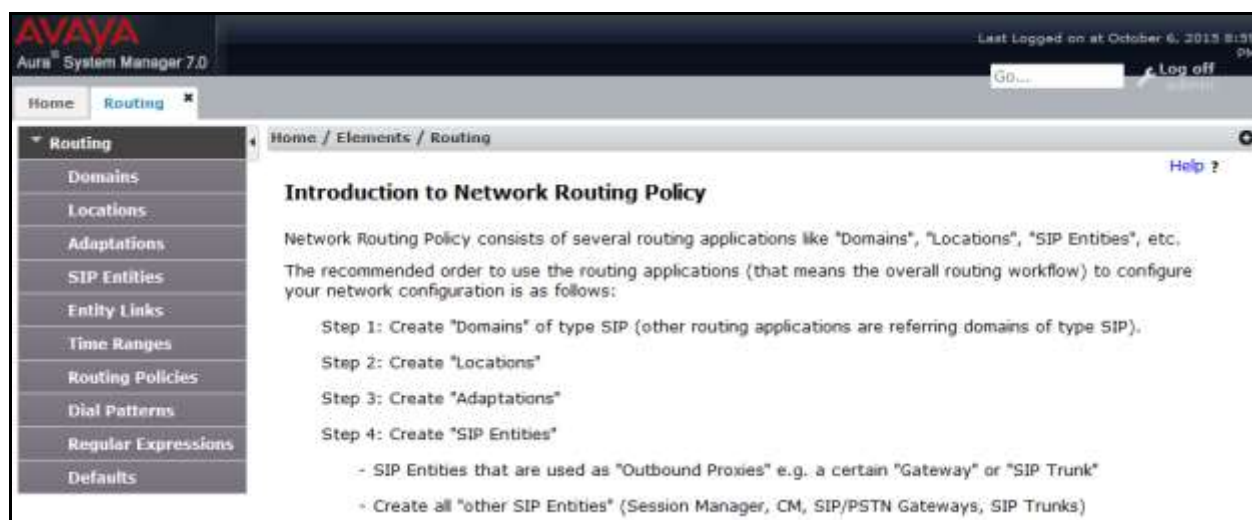 AVAYA
Aura® System Manager 7.0
Last Logged on at October 6, 2015 8:51
PM
Go...
Log off
admin
Home
Routing ×
Routing
Domains
Locations
Adaptations
SIP Entities
Entity Links
Time Ranges
Routing Policies
Dial Patterns
Regular Expressions
Defaults
Home / Elements / Routing
Help ?
Introduction to Network Routing Policy
Network Routing Policy consists of several routing applications like "Domains", "Locations", "SIP Entities", etc.
The recommended order to use the routing applications (that means the overall routing workflow) to configure
your network configuration is as follows:
Step 1: Create "Domains" of type SIP (other routing applications are referring domains of type SIP).
Step 2: Create "Locations"
Step 3: Create "Adaptations"
Step 4: Create "SIP Entities"
- SIP Entities that are used as "Outbound Proxies" e.g. a certain "Gateway" or "SIP Trunk"
- Create all "other SIP Entities" (Session Manager, CM, SIP/PSTN Gateways, SIP Trunks)